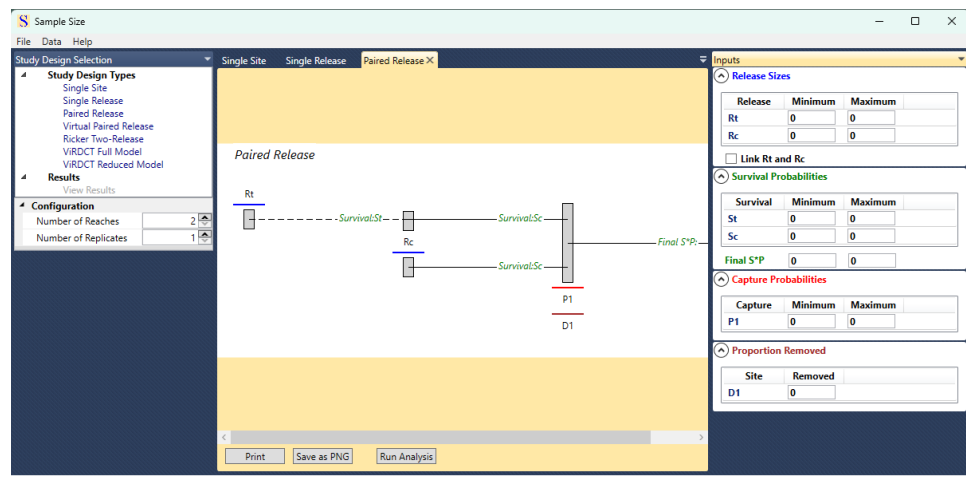 Sample Size
File Data Help
Study Design Selection
Study Design Types
Single Site
Single Release
Paired Release
Virtual Paired Release
Ricker Two-Release
ViRDCT Full Model
ViRDCT Reduced Model
Results
View Results
Configuration
Number of Reaches 2
Number of Replicates 1
Single Site Single Release Paired Release
Paired Release
Rt
Survival:St
Survival:Sc
Rc
Final S*P:
Survival:Sc
P1
D1
Print Save as PNG Run Analysis
Inputs
Release Sizes
Release Minimum Maximum
Rt 0 0
Rc 0 0
Link Rt and Rc
Survival Probabilities
Survival Minimum Maximum
St 0 0
Sc 0 0
Final S*P 0 0
Capture Probabilities
Capture Minimum Maximum
P1 0 0
Proportion Removed
Site Removed
D1 0